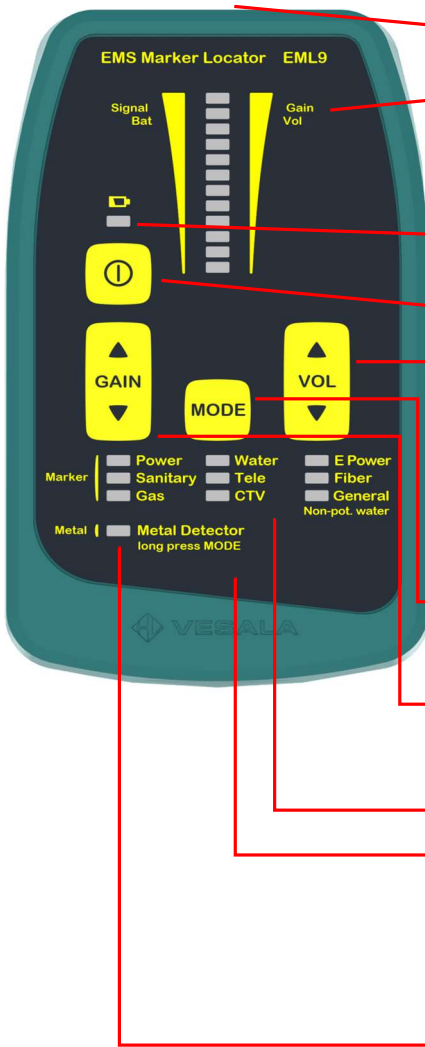 EMS Marker Locator EML9
Signal
Bat
Gain
Vol
GAIN
MODE
VOL
Marker
Power
Sanitary
Gas
Water
Tele
CTV
E Power
Fiber
General
Non-pot. water
Metal
Metal Detector
long press MODE
VESALA